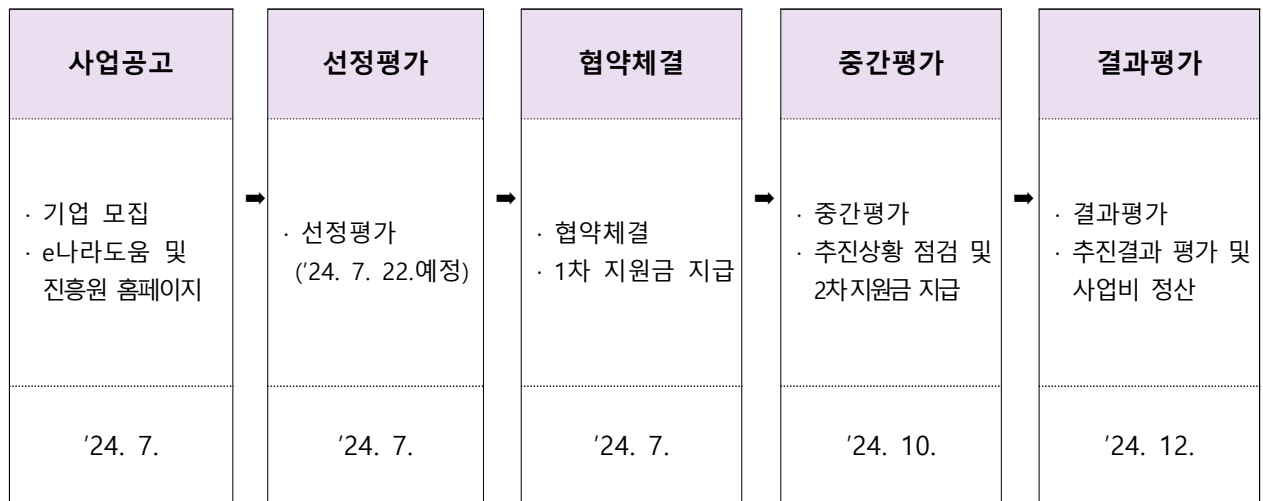 사업공고
· 기업 모집
· e나라도움 및
진흥원 홈페이지
'24. 7.
➡
선정평가
· 선정평가
('24. 7. 22.예정)
'24. 7.
➡
협약체결
· 협약체결
· 1차 지원금 지급
'24. 7.
➡
중간평가
· 중간평가
· 추진상황 점검 및
2차지원금 지급
'24. 10.
➡
결과평가
· 결과평가
· 추진결과 평가 및
사업비 정산
'24. 12.